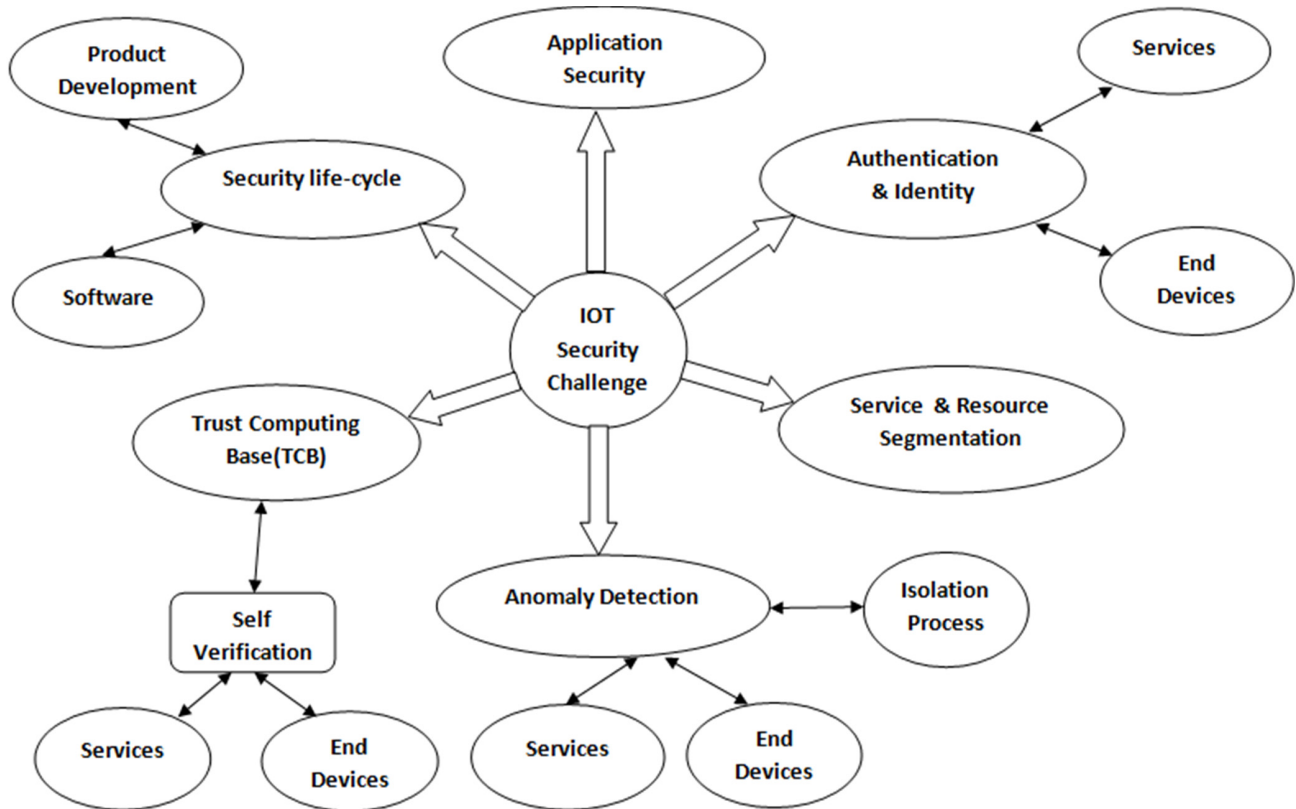 Product
Development
Application
Security
Services
Security life-cycle
Authentication
& Identity
Software
End
Devices
IOT
Security
Challenge
Trust Computing
Base(TCB)
Service & Resource
Segmentation
Anomaly Detection
Isolation
Process
Self
Verification
Services
End
Devices
Services
End
Devices